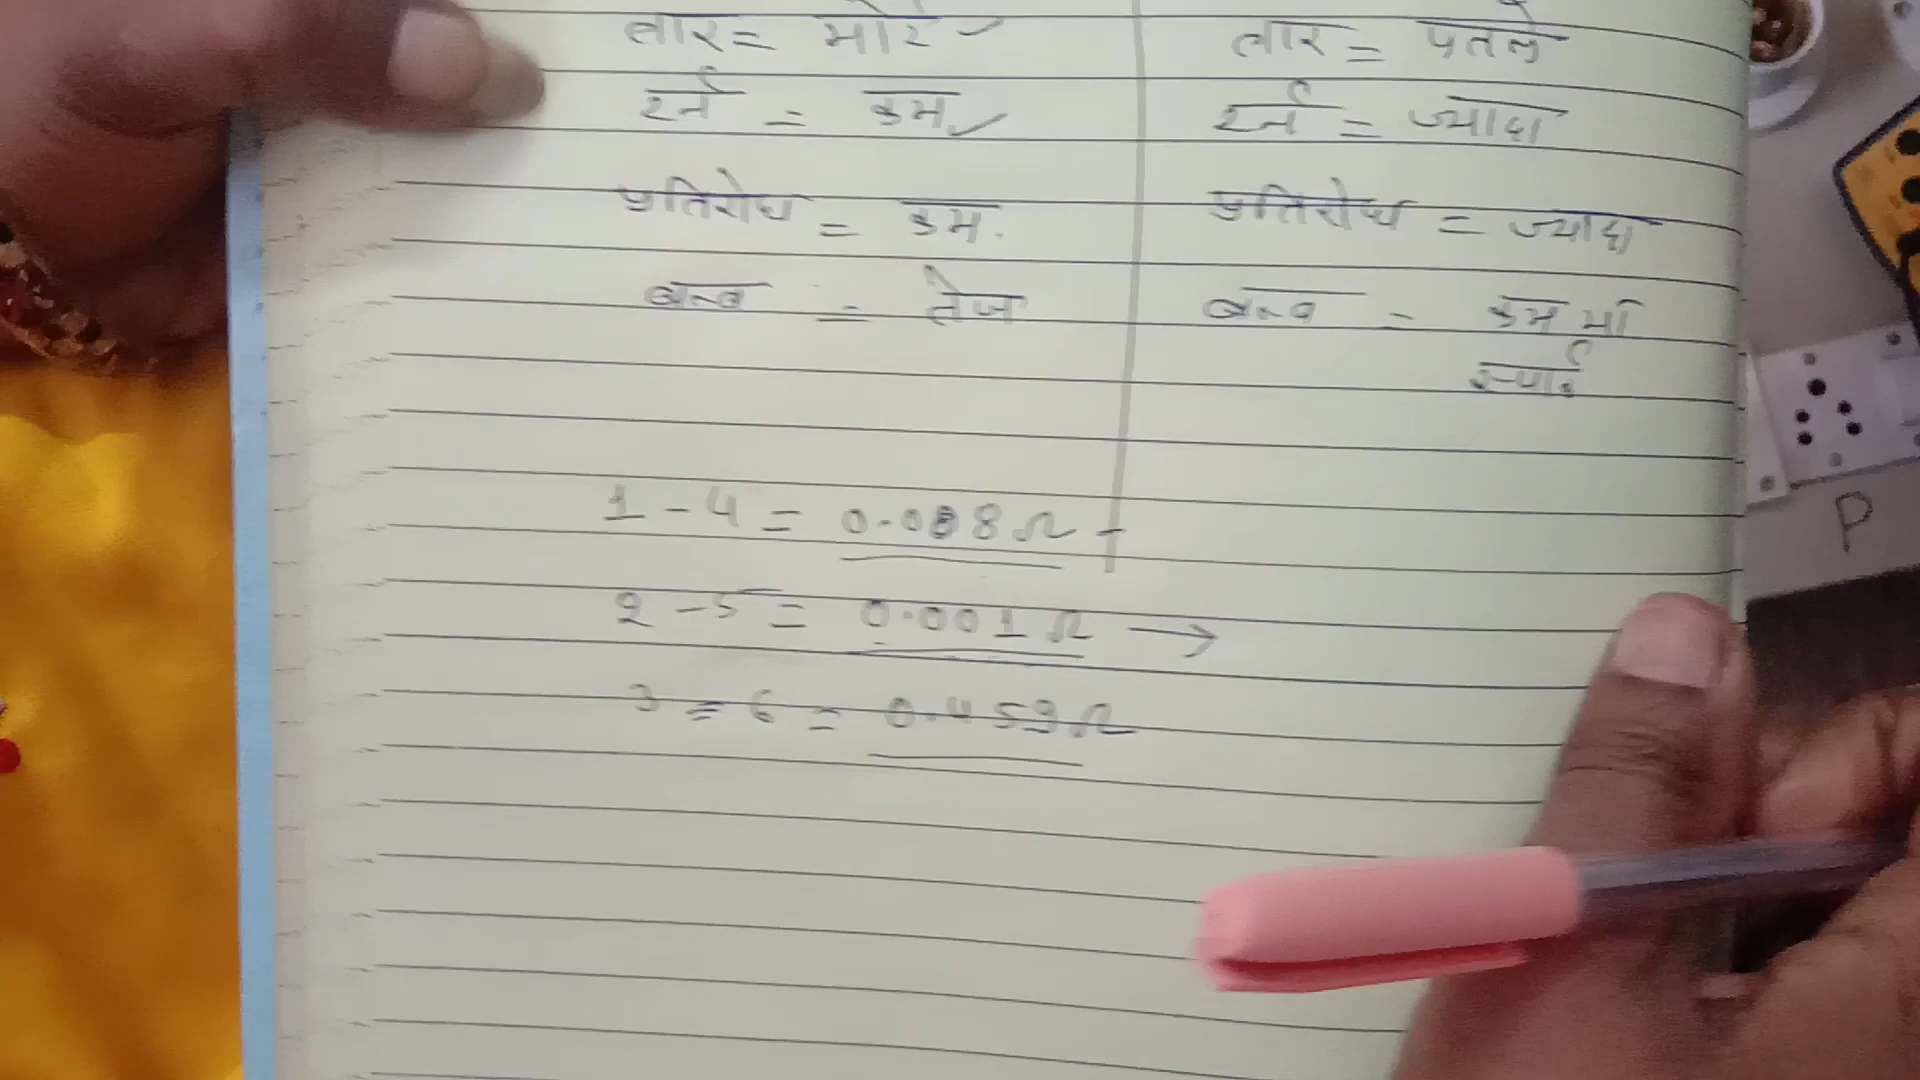 तार = मोटे ✓ तार = पतले
टर्न = कम ✓ टर्न = ज्यादा
प्रतिरोध = कम. प्रतिरोध = ज्यादा
बल्ब = तेज बल्ब - कम या
स्पार्क
1 - 4 = 0.008 Ω
2 - 5 = 0.001 Ω →
3 = 6 = 0.459 Ω
P